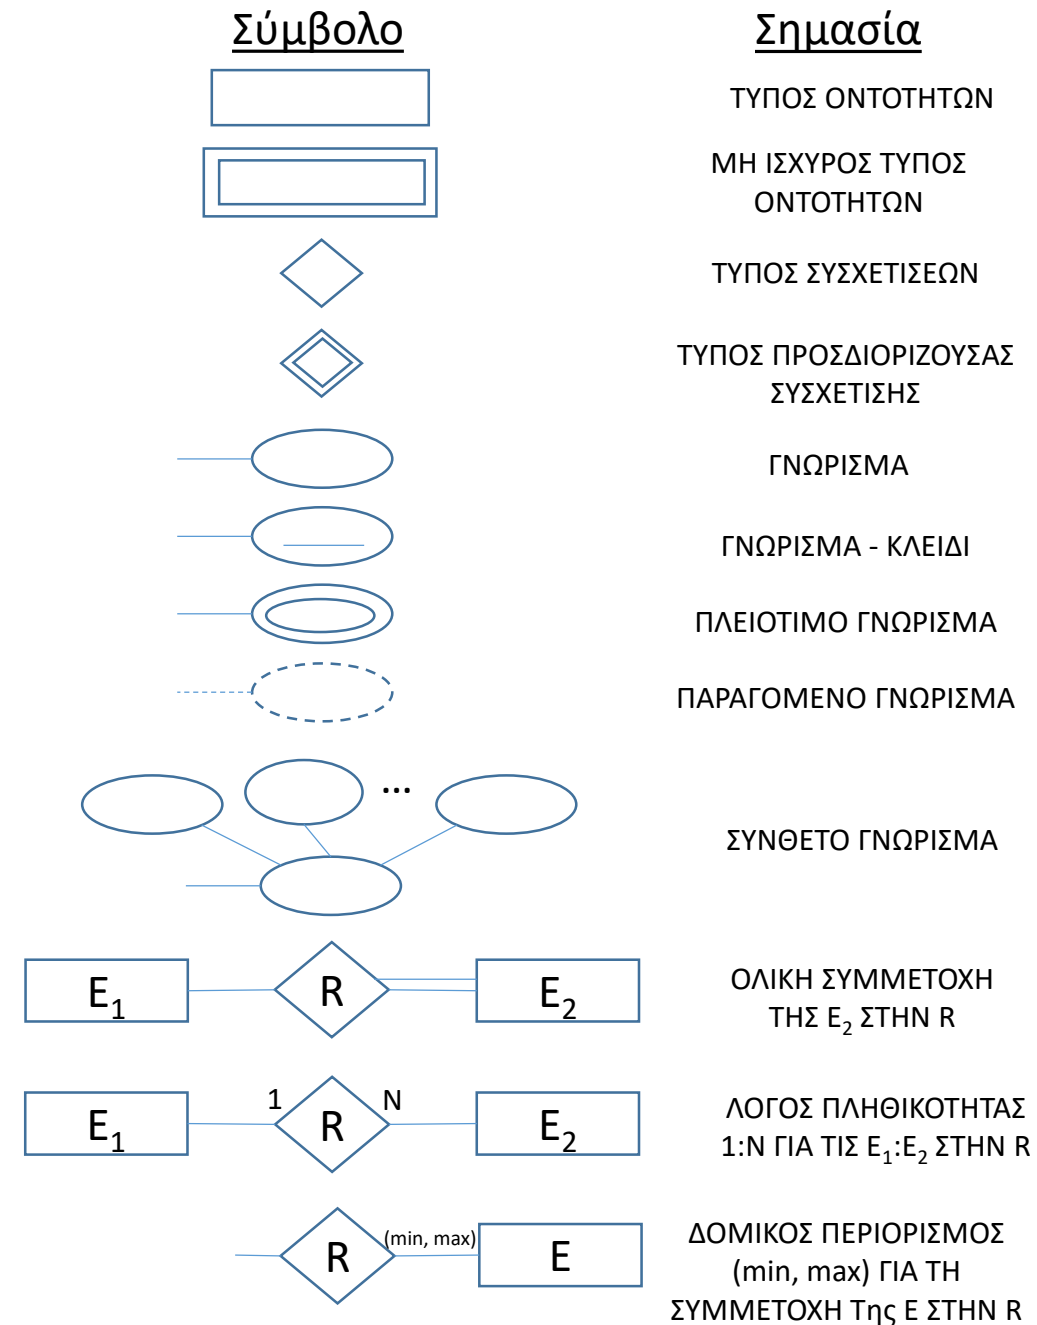 Σύμβολο Σημασία
ΤΥΠΟΣ ΟΝΤΟΤΗΤΩΝ
ΜΗ ΙΣΧΥΡΟΣ ΤΥΠΟΣ
ΟΝΤΟΤΗΤΩΝ
ΤΥΠΟΣ ΣΥΣΧΕΤΙΣΕΩΝ
ΤΥΠΟΣ ΠΡΟΣΔΙΟΡΙΖΟΥΣΑΣ
ΣΥΣΧΕΤΙΣΗΣ
ΓΝΩΡΙΣΜΑ
ΓΝΩΡΙΣΜΑ - ΚΛΕΙΔΙ
ΠΛΕΙΟΤΙΜΟ ΓΝΩΡΙΣΜΑ
ΠΑΡΑΓΟΜΕΝΟ ΓΝΩΡΙΣΜΑ
...
ΣΥΝΘΕΤΟ ΓΝΩΡΙΣΜΑ
E₁ R E₂
ΟΛΙΚΗ ΣΥΜΜΕΤΟΧΗ
ΤΗΣ E₂ ΣΤΗΝ R
E₁ 1 R N E₂
ΛΟΓΟΣ ΠΛΗΘΙΚΟΤΗΤΑΣ
1:N ΓΙΑ ΤΙΣ E₁:E₂ ΣΤΗΝ R
R (min, max) E
ΔΟΜΙΚΟΣ ΠΕΡΙΟΡΙΣΜΟΣ
(min, max) ΓΙΑ ΤΗ
ΣΥΜΜΕΤΟΧΗ Της E ΣΤΗΝ R